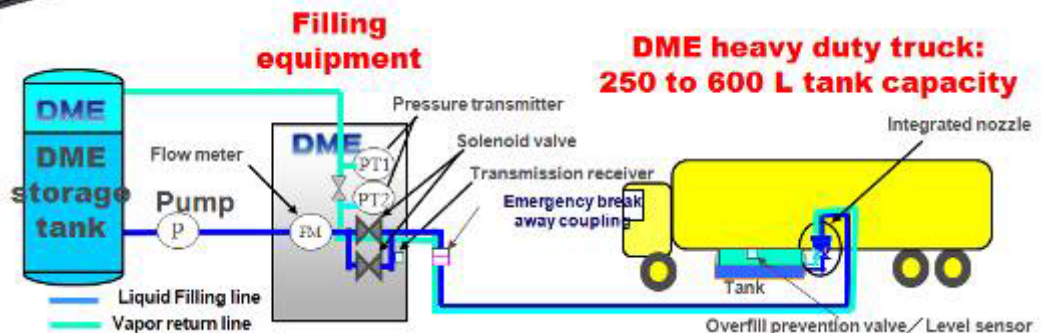 Filling
equipment
DME heavy duty truck:
250 to 600 L tank capacity
DME
DME
storage
tank
Pump
P
Flow meter
FM
DME
PT1
PT2
Pressure transmitter
Solenoid valve
Transmission receiver
Emergency break
away coupling
Integrated nozzle
Tank
Overfill prevention valve／Level sensor
Liquid Filling line
Vapor return line